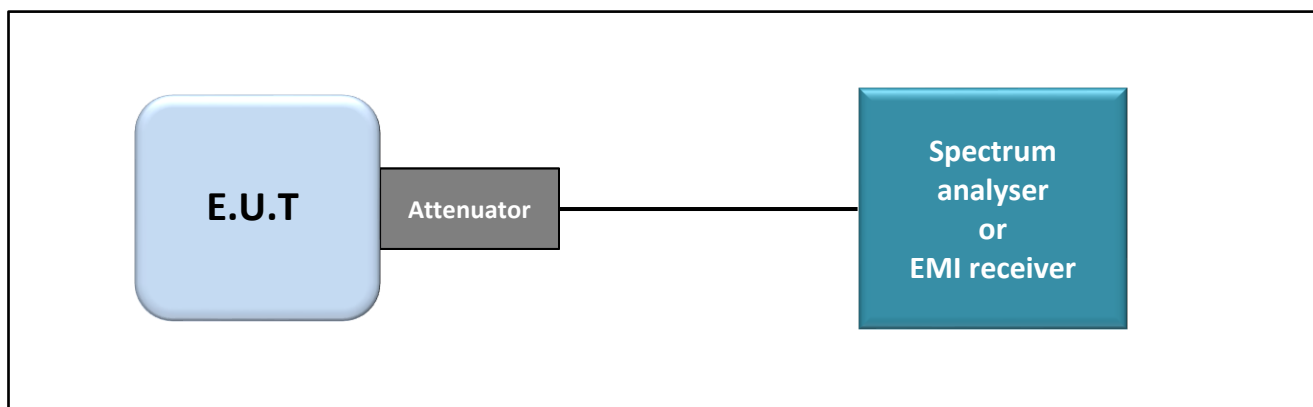 E.U.T
Attenuator
Spectrum
analyser
or
EMI receiver